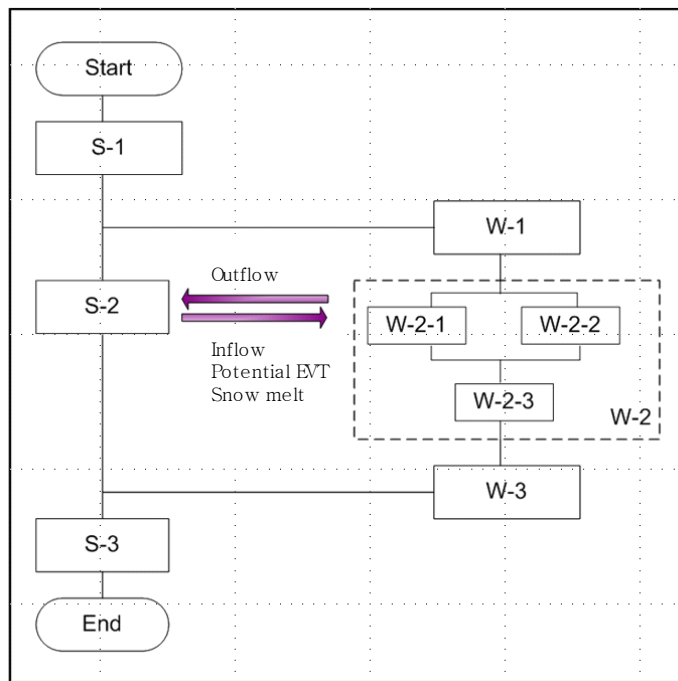 Start
S-1
W-1
Outflow
S-2
W-2-1
W-2-2
Inflow
Potential EVT
Snow melt
W-2-3
W-2
W-3
S-3
End